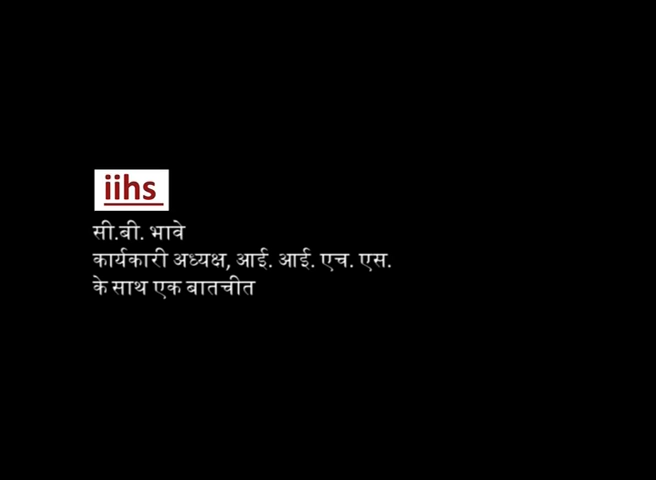 iihs
सी.बी. भावे
कार्यकारी अध्यक्ष, आई. आई. एच. एस.
के साथ एक बातचीत